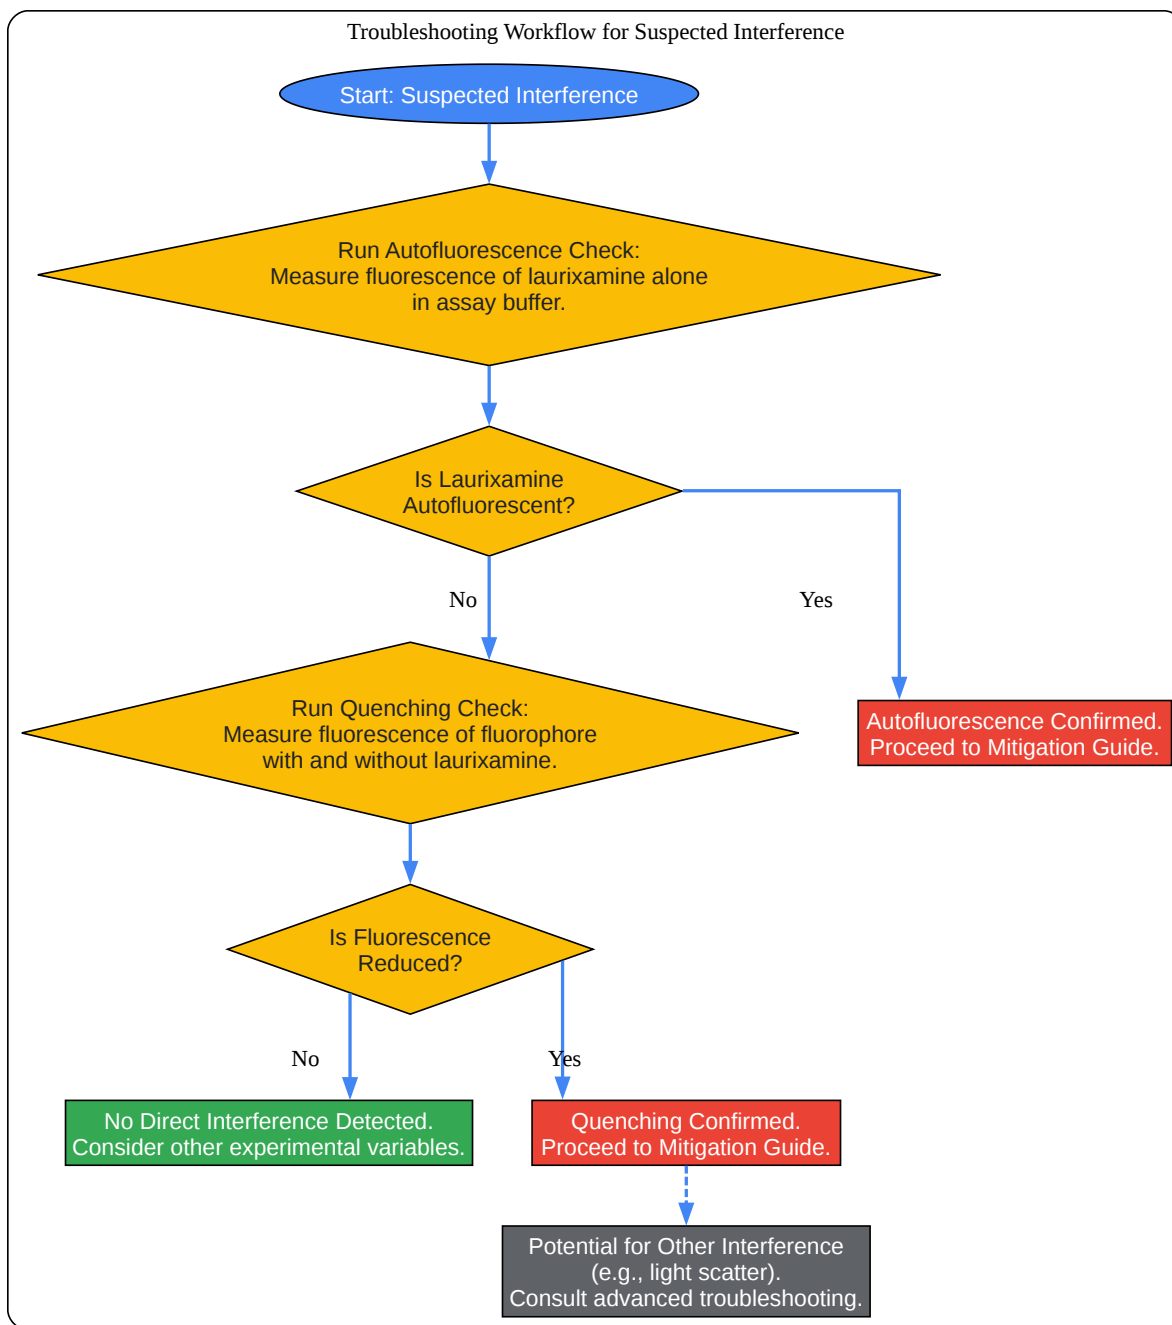 Troubleshooting Workflow for Suspected Interference
Start: Suspected Interference
Run Autofluorescence Check:
Measure fluorescence of laurixamine alone
in assay buffer.
Is Laurixamine
Autofluorescent?
No
Yes
Run Quenching Check:
Measure fluorescence of fluorophore
with and without laurixamine.
Autofluorescence Confirmed.
Proceed to Mitigation Guide.
Is Fluorescence
Reduced?
No
Yes
No Direct Interference Detected.
Consider other experimental variables.
Quenching Confirmed.
Proceed to Mitigation Guide.
Potential for Other Interference
(e.g., light scatter).
Consult advanced troubleshooting.